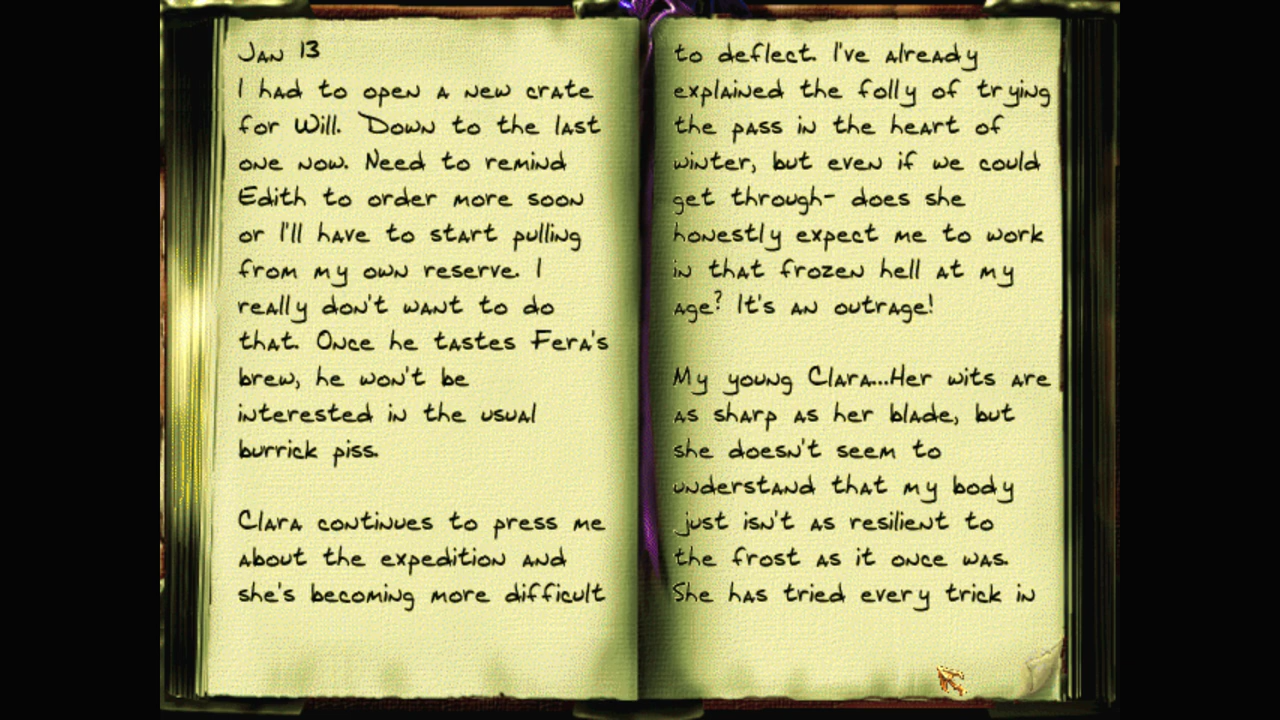 Jan 13
I had to open a new crate
for Will. Down to the last
one now. Need to remind
Edith to order more soon
or I'll have to start pulling
from my own reserve. I
really don't want to do
that. Once he tastes Fera's
brew, he won't be
interested in the usual
burrick piss.
Clara continues to press me
about the expedition and
she's becoming more difficult
to deflect. I've already
explained the folly of trying
the pass in the heart of
winter, but even if we could
get through- does she
honestly expect me to work
in that frozen hell at my
age? It's an outrage!
My young Clara...Her wits are
as sharp as her blade, but
she doesn't seem to
understand that my body
just isn't as resilient to
the frost as it once was.
She has tried every trick in